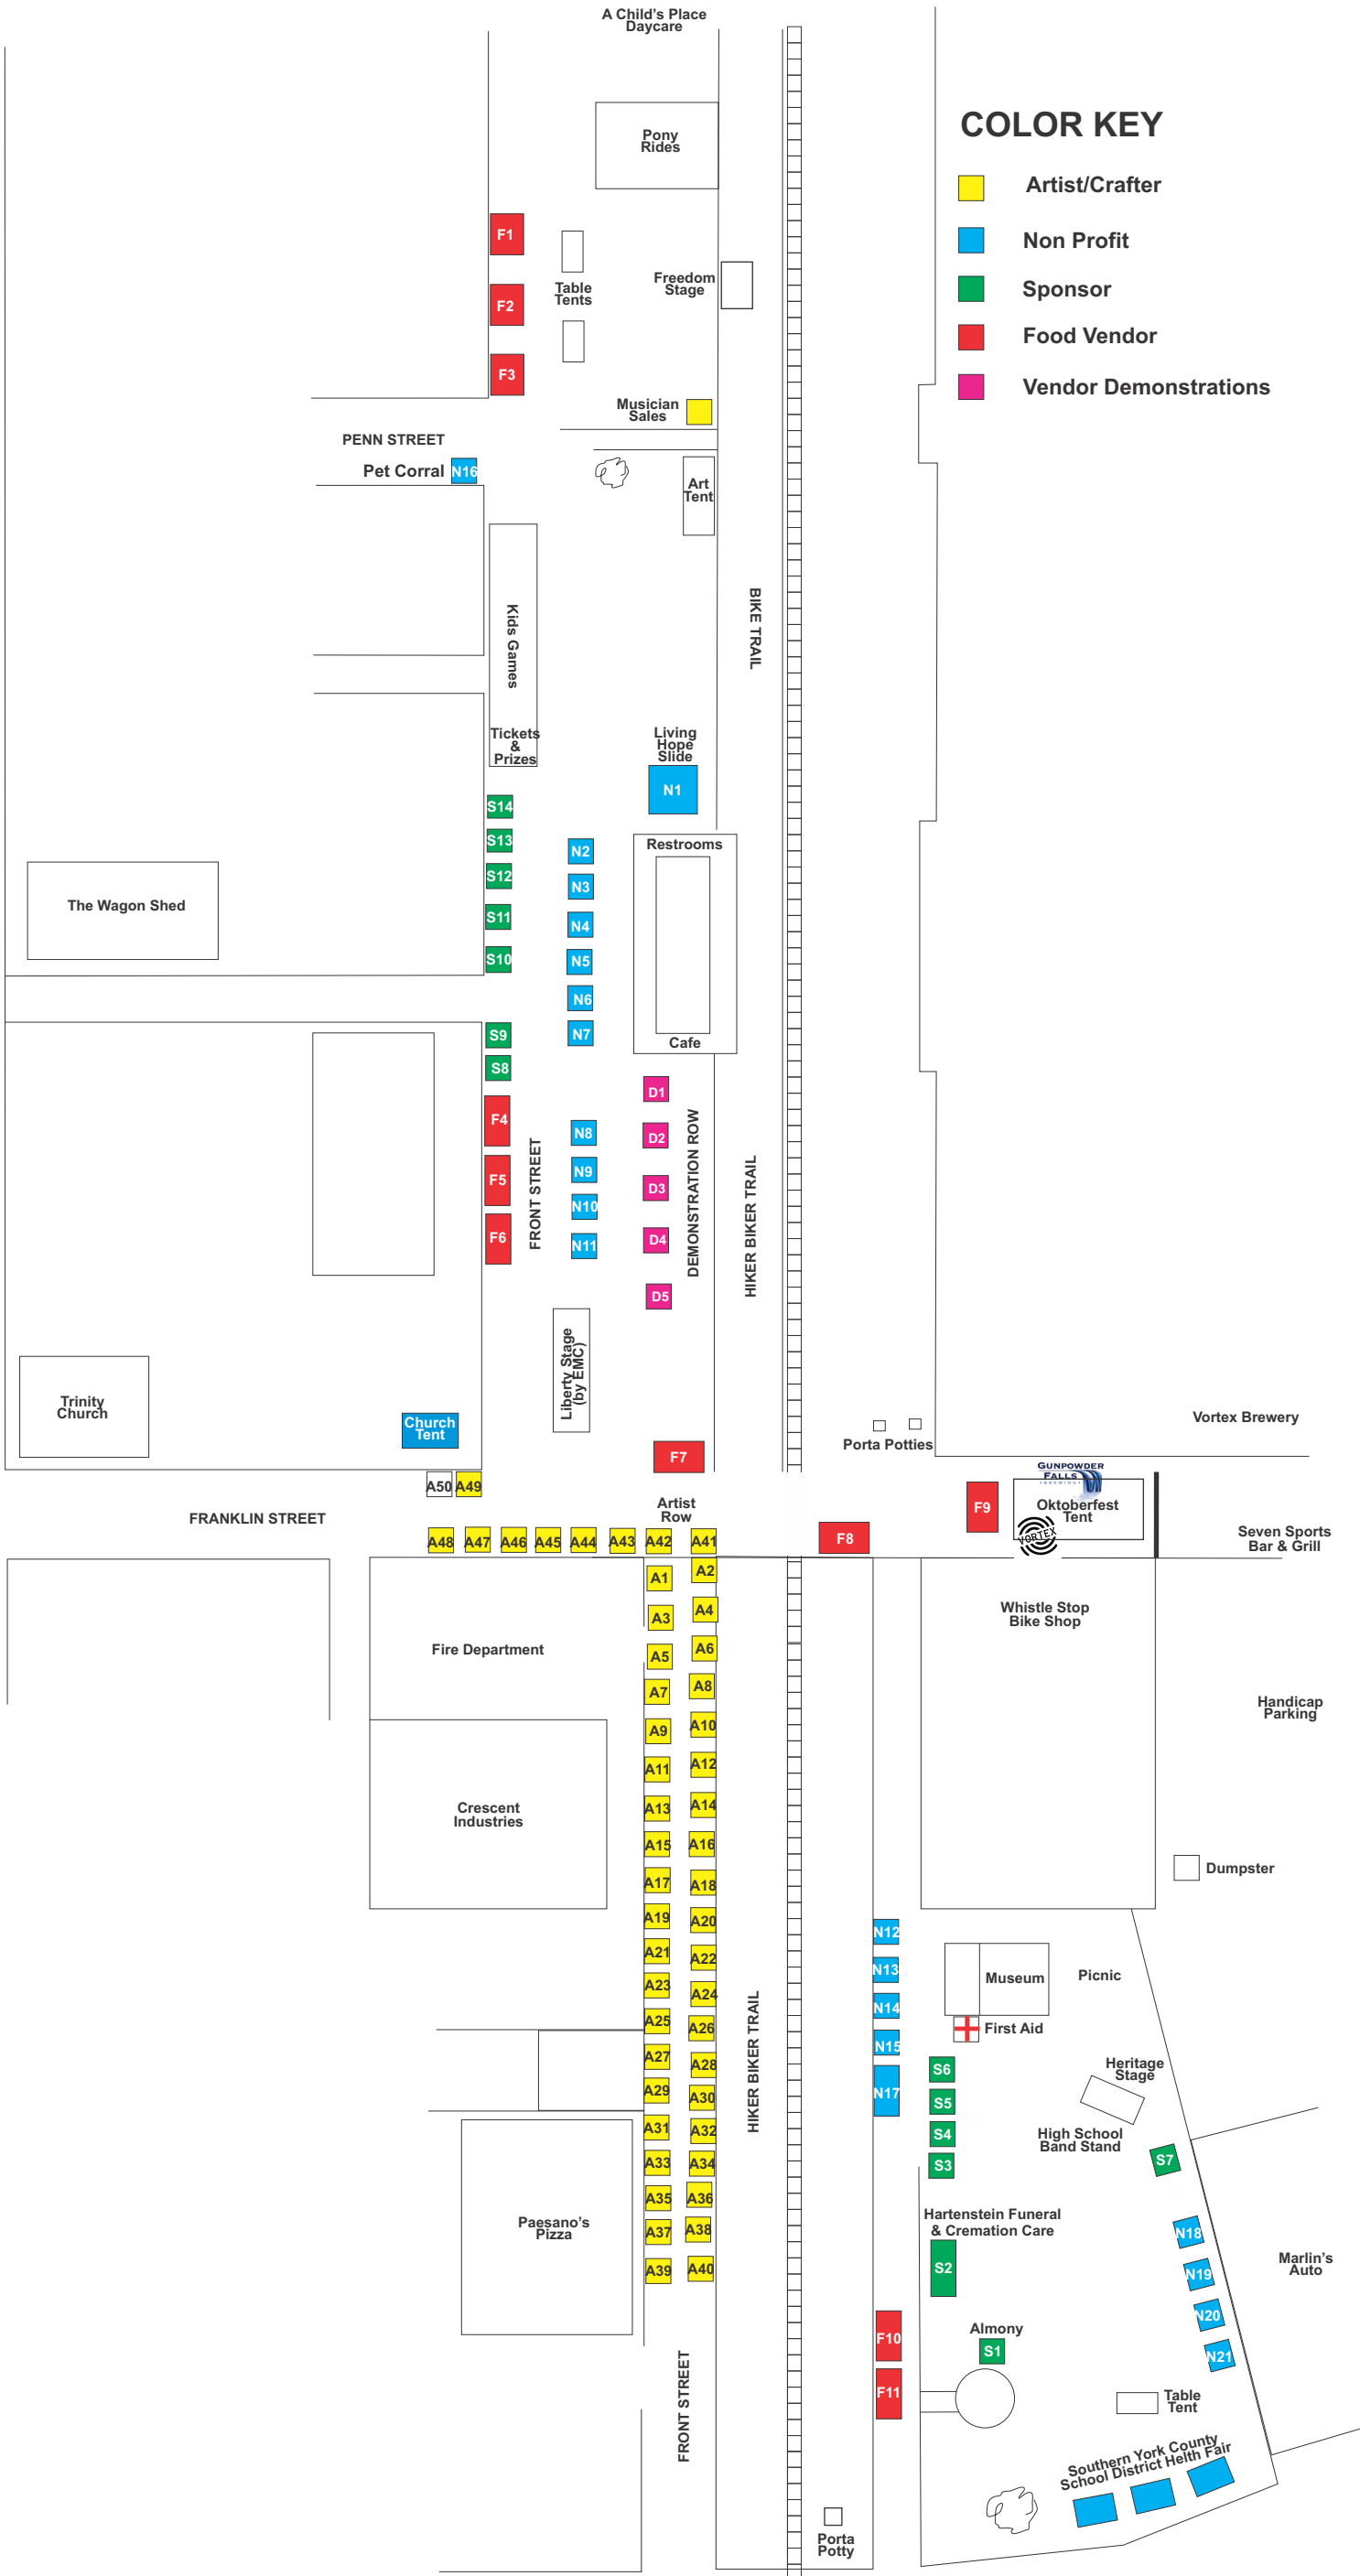 A Child's Place
Daycare
COLOR KEY
Artist/Crafter
Non Profit
Sponsor
Food Vendor
Vendor Demonstrations
Pony
Rides
F1
F2
F3
Table
Tents
Freedom
Stage
Musician
Sales
PENN STREET
Pet Corral
N16
Art
Tent
Kids Games
BIKE TRAIL
Tickets
&
Prizes
Living
Hope
Slide
N1
S14
S13
S12
S11
S10
N2
N3
N4
N5
N6
N7
Restrooms
Cafe
The Wagon Shed
S9
S8
F4
F5
F6
FRONT STREET
N8
N9
N10
N11
D1
D2
D3
D4
D5
DEMONSTRATION ROW
HIKER BIKER TRAIL
Liberty Stage
(by EMC)
Trinity
Church
Church
Tent
F7
Porta Potties
Vortex Brewery
A50
A49
FRANKLIN STREET
Artist
Row
F9
GUNPOWDER
FALLS
BREWING
Oktoberfest
Tent
VORTEX
F8
Seven Sports
Bar & Grill
A48
A47
A46
A45
A44
A43
A42
A41
A1
A2
A3
A4
A5
A6
A7
A8
A9
A10
A11
A12
A13
A14
A15
A16
A17
A18
A19
A20
A21
A22
A23
A24
A25
A26
A27
A28
A29
A30
A31
A32
A33
A34
A35
A36
A37
A38
A39
A40
Fire Department
Crescent
Industries
Paesano's
Pizza
FRONT STREET
HIKER BIKER TRAIL
Whistle Stop
Bike Shop
Handicap
Parking
Dumpster
N12
N13
N14
N15
N17
Museum
Picnic
First Aid
S6
S5
S4
S3
Heritage
Stage
High School
Band Stand
S7
Hartenstein Funeral
& Cremation Care
S2
N18
N19
N20
N21
Marlin's
Auto
F10
F11
Almony
S1
Table
Tent
Southern York County
School District Helth Fair
Porta
Potty